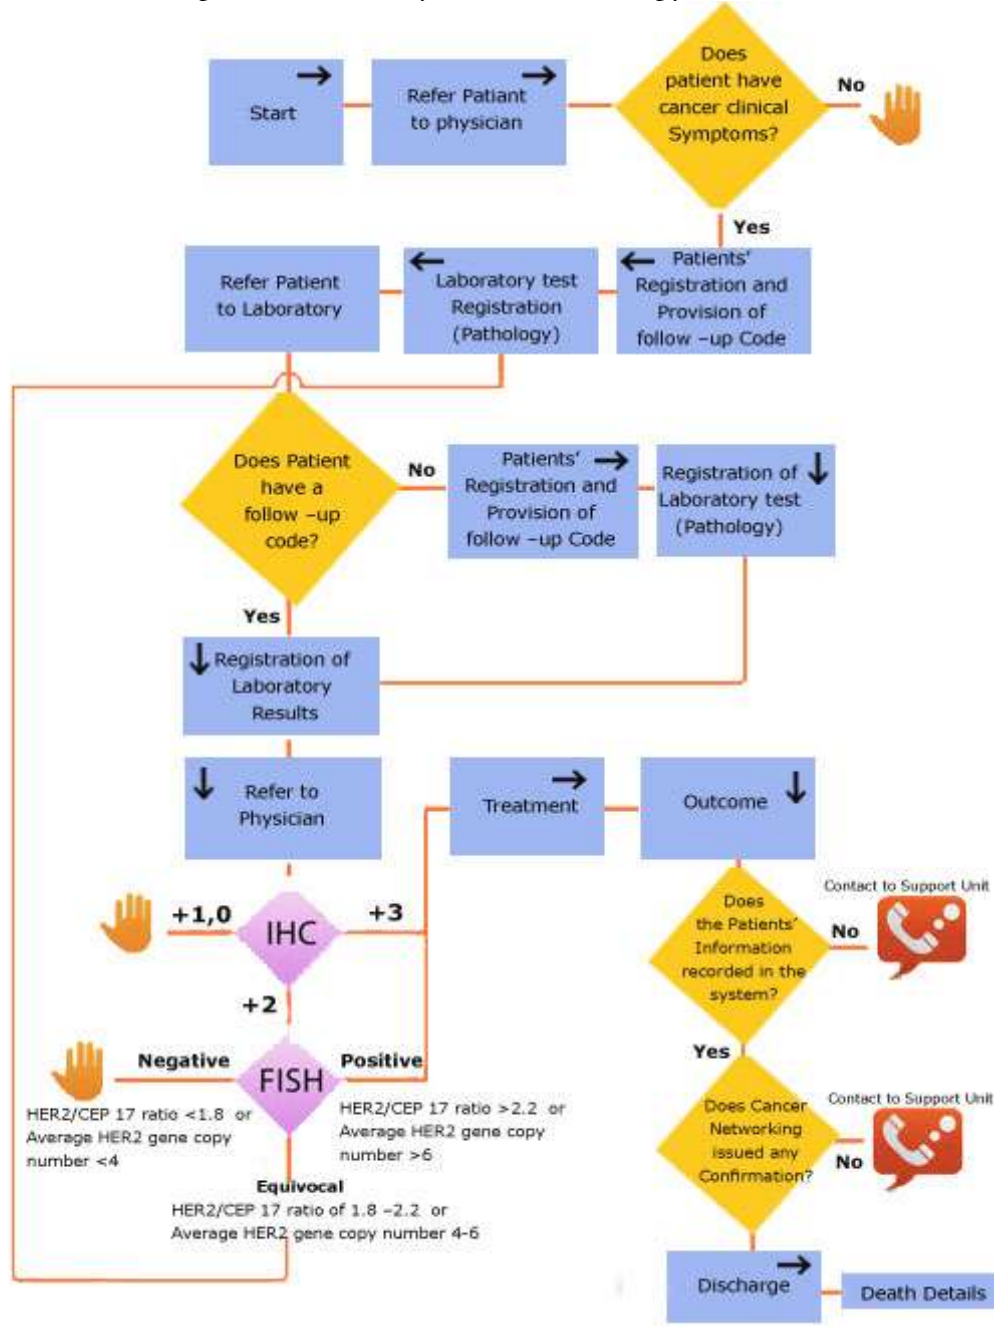 Start
Refer Patiant
to physician
Does
patient have
cancer clinical
Symptoms?
No
Yes
Patients'
Registration and
Provision of
follow –up Code
Laboratory test
Registration
(Pathology)
Refer Patient
to Laboratory
Does Patient
have a
follow –up
code?
No
Patients'
Registration and
Provision of
follow –up Code
Registration of
Laboratory test
(Pathology)
Yes
Registration of
Laboratory
Results
Refer to
Physician
Treatment
Outcome
+1,0
IHC
+3
+2
Negative
FISH
Positive
HER2/CEP 17 ratio <1.8 or
Average HER2 gene copy
number <4
HER2/CEP 17 ratio >2.2 or
Average HER2 gene copy
number >6
Equivocal
HER2/CEP 17 ratio of 1.8 –2.2 or
Average HER2 gene copy number 4-6
Does
the Patients'
Information
recorded in the
system?
No
Contact to Support Unit
Yes
Does Cancer
Networking
issued any
Confirmation?
No
Contact to Support Unit
Discharge
Death Details